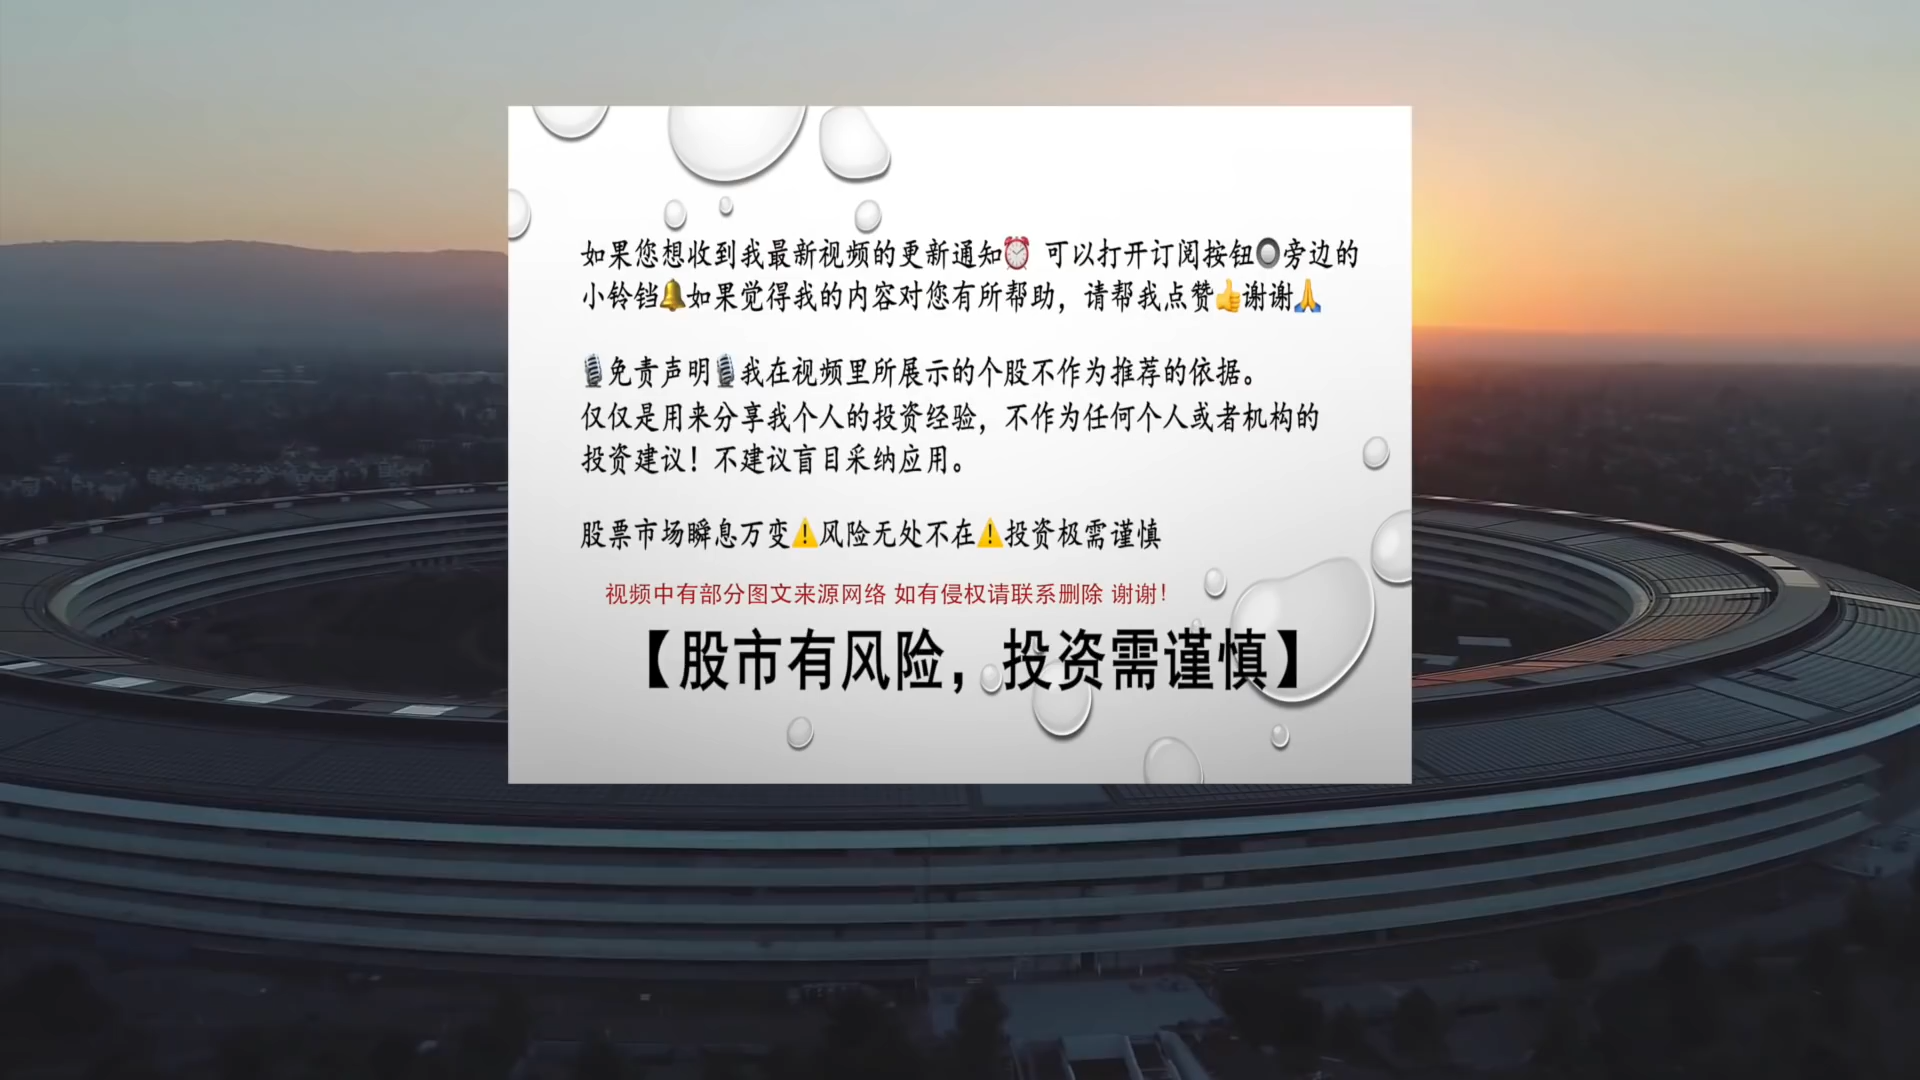 如果您想收到我最新视频的更新通知⏰ 可以打开订阅按钮🔘旁边的
小铃铛🔔如果觉得我的内容对您有所帮助，请帮我点赞👍谢谢🙏
🎙免责声明🎙我在视频里所展示的个股不作为推荐的依据。
仅仅是用来分享我个人的投资经验，不作为任何个人或者机构的
投资建议！不建议盲目采纳应用。
股票市场瞬息万变⚠️风险无处不在⚠️投资极需谨慎
视频中有部分图文来源网络 如有侵权请联系删除 谢谢！
【股市有风险，投资需谨慎】